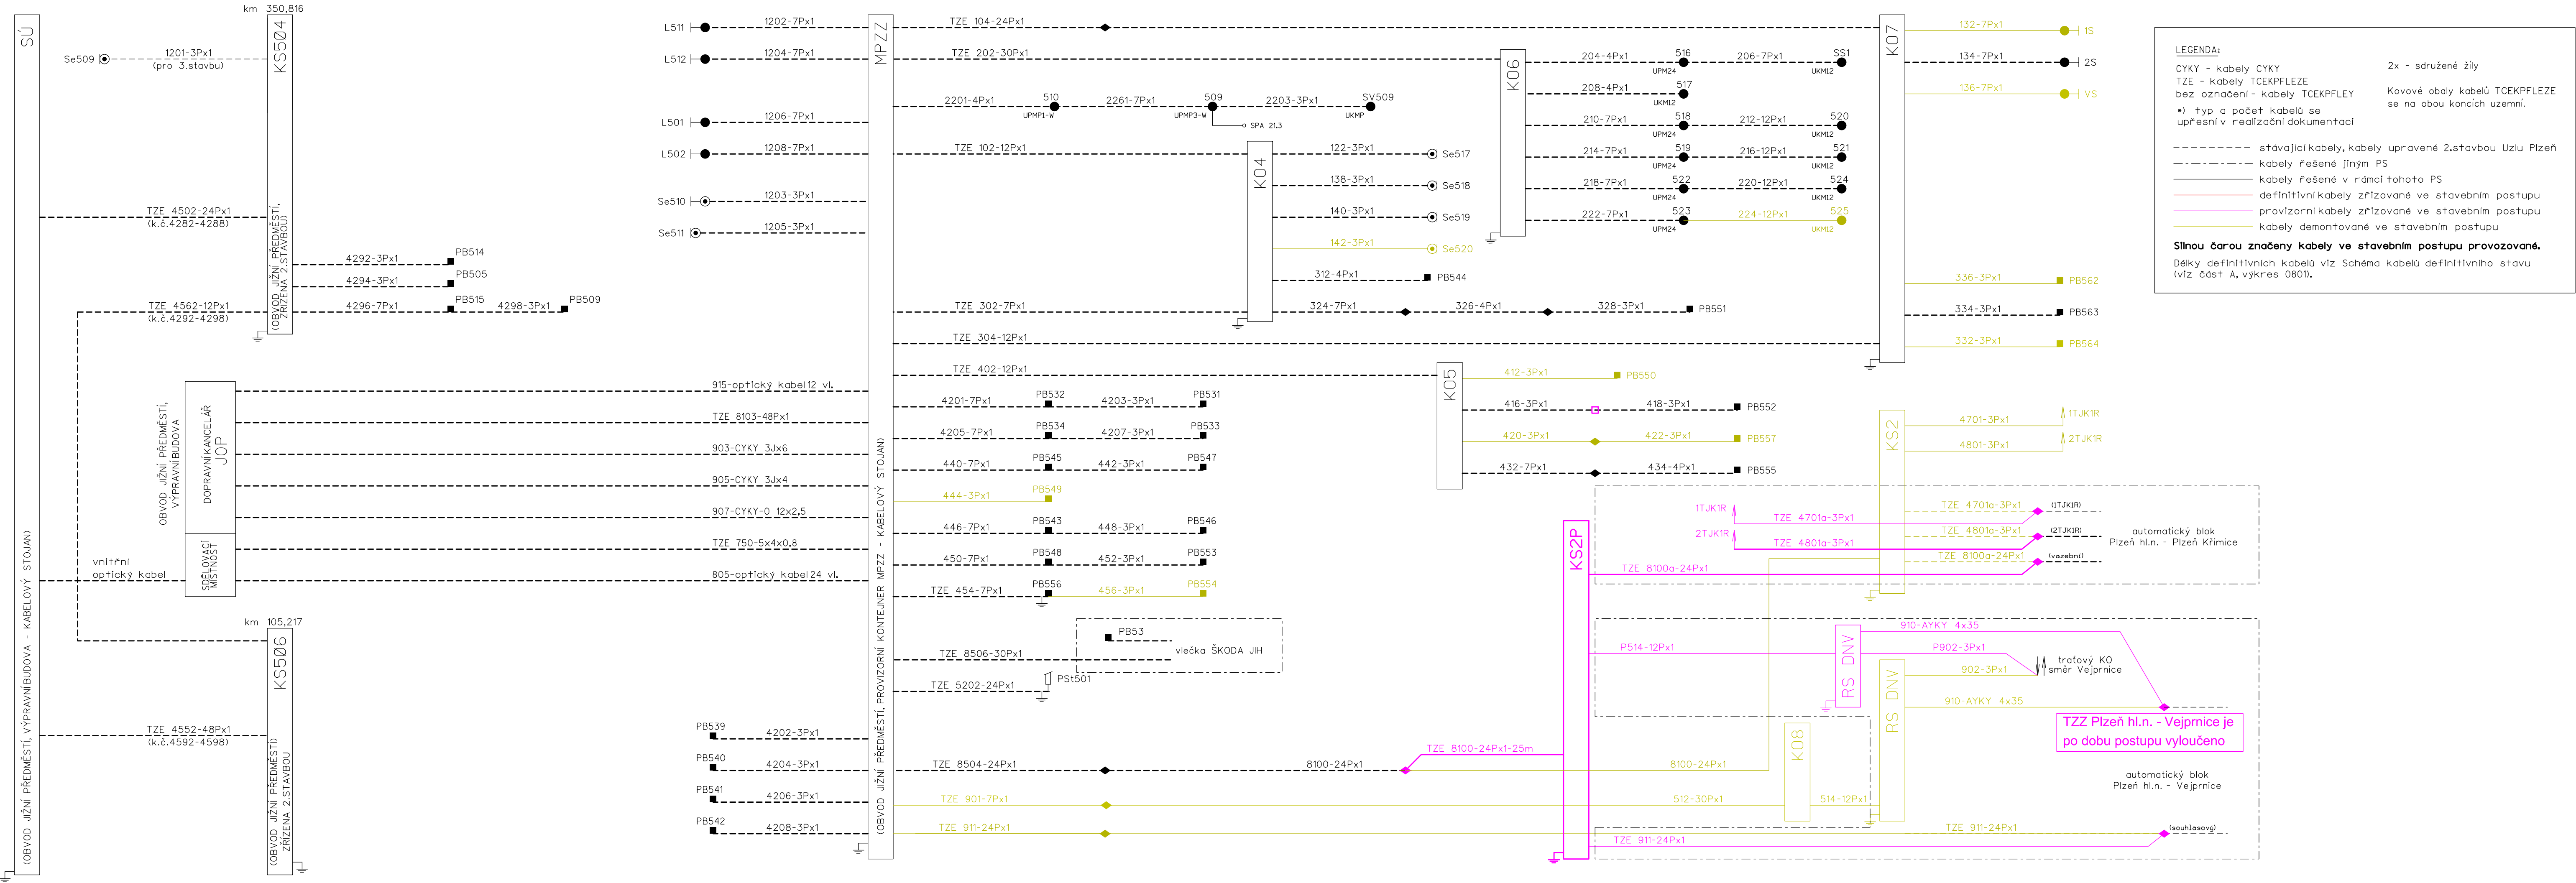 SÚ
(OBVOD JIŽNÍ PŘEDMĚSTÍ, VÝPRAVNÍ BUDOVA - KABELOVÝ STOJAN)
km 350,816
KS504
(OBVOD JIŽNÍ PŘEDMĚSTÍ,
ZŘÍZENA 2.STAVBOU)
Se509
1201-3Px1
(pro 3.stavbu)
TZE 4502-24Px1
(k.č.4282-4288)
4292-3Px1
PB514
4294-3Px1
PB505
4296-7Px1
PB515
4298-3Px1
PB509
TZE 4562-12Px1
(k.č.4292-4298)
OBVOD JIŽNÍ PŘEDMĚSTÍ,
VÝPRAVNÍ BUDOVA
DOPRAVNÍ KANCELÁŘ
JOP
SDĚLOVACÍ
MÍSTNOST
vnitřní
optický kabel
km 105,217
KS506
(OBVOD JIŽNÍ PŘEDMĚSTÍ)
ZŘÍZENA 2.STAVBOU
TZE 4552-48Px1
(k.č.4592-4598)
L511
1202-7Px1
L512
1204-7Px1
L501
1206-7Px1
L502
1208-7Px1
Se510
1203-3Px1
Se511
1205-3Px1
915-optický kabel 12 vl.
TZE 8103-48Px1
903-CYKY 3Jx6
905-CYKY 3Jx4
907-CYKY-O 12x2,5
TZE 750-5x4x0,8
805-optický kabel 24 vl.
PB539
4202-3Px1
PB540
4204-3Px1
PB541
4206-3Px1
PB542
4208-3Px1
MPZZ
(OBVOD JIŽNÍ PŘEDMĚSTÍ, PROVIZORNÍ KONTEJNER MPZZ - KABELOVÝ STOJAN)
TZE 104-24Px1
TZE 202-30Px1
2201-4Px1
510
UPMP1-W
2261-7Px1
509
UPMP3-W
2203-3Px1
SV509
UKMP
SPA 21.3
TZE 102-12Px1
K04
122-3Px1
Se517
138-3Px1
Se518
140-3Px1
Se519
142-3Px1
Se520
312-4Px1
PB544
TZE 302-7Px1
324-7Px1
326-4Px1
328-3Px1
PB551
TZE 304-12Px1
TZE 402-12Px1
4201-7Px1
PB532
4203-3Px1
PB531
4205-7Px1
PB534
4207-3Px1
PB533
440-7Px1
PB545
442-3Px1
PB547
444-3Px1
PB549
446-7Px1
PB543
448-3Px1
PB546
450-7Px1
PB548
452-3Px1
PB553
TZE 454-7Px1
PB556
456-3Px1
PB554
PB53
vlečka ŠKODA JIH
TZE 8506-30Px1
TZE 5202-24Px1
PSt501
TZE 8504-24Px1
8100-24Px1
TZE 8100-24Px1-25m
8100-24Px1
TZE 901-7Px1
512-30Px1
514-12Px1
TZE 911-24Px1
K06
204-4Px1
516
UPM24
206-7Px1
SS1
UKM12
208-4Px1
517
UKM12
210-7Px1
518
UPM24
212-12Px1
520
UKM12
214-7Px1
519
UPM24
216-12Px1
521
UKM12
218-7Px1
522
UPM24
220-12Px1
524
UKM12
222-7Px1
523
UPM24
224-12Px1
525
UKM12
K05
412-3Px1
PB550
416-3Px1
418-3Px1
PB552
420-3Px1
422-3Px1
PB557
432-7Px1
434-4Px1
PB555
K07
132-7Px1
1S
134-7Px1
2S
136-7Px1
VS
336-3Px1
PB562
334-3Px1
PB563
332-3Px1
PB564
KS2
4701-3Px1
1TJK1R
4801-3Px1
2TJK1R
KS2P
1TJK1R
TZE 4701a-3Px1
TZE 4701a-3Px1
(1TJK1R)
2TJK1R
TZE 4801a-3Px1
TZE 4801a-3Px1
(2TJK1R)
TZE 8100a-24Px1
TZE 8100a-24Px1
(vazební)
automatický blok
Plzeň hl.n. - Plzeň Křimice
P514-12Px1
RS DNV
910-AYKY 4x35
P902-3Px1
traťový KO
směr Vejprnice
RS DNV
902-3Px1
910-AYKY 4x35
K08
TZZ Plzeň hl.n. - Vejprnice je
po dobu postupu vyloučeno
automatický blok
Plzeň hl.n. - Vejprnice
TZE 911-24Px1
(souhlasový)
TZE 911-24Px1
LEGENDA:
CYKY - kabely CYKY
TZE - kabely TCEKPFLEZE
bez označení - kabely TCEKPFLEY
*) typ a počet kabelů se
upřesní v realizační dokumentaci
2x - sdružené žíly
Kovové obaly kabelů TCEKPFLEZE
se na obou koncích uzemní.
stávající kabely, kabely upravené 2.stavbou Uzlu Plzeň
kabely řešené jiným PS
kabely řešené v rámci tohoto PS
definitivní kabely zřizované ve stavebním postupu
provizorní kabely zřizované ve stavebním postupu
kabely demontované ve stavebním postupu
Silnou čarou značeny kabely ve stavebním postupu provozované.
Délky definitivních kabelů viz Schéma kabelů definitivního stavu
(viz část A, výkres 0801).